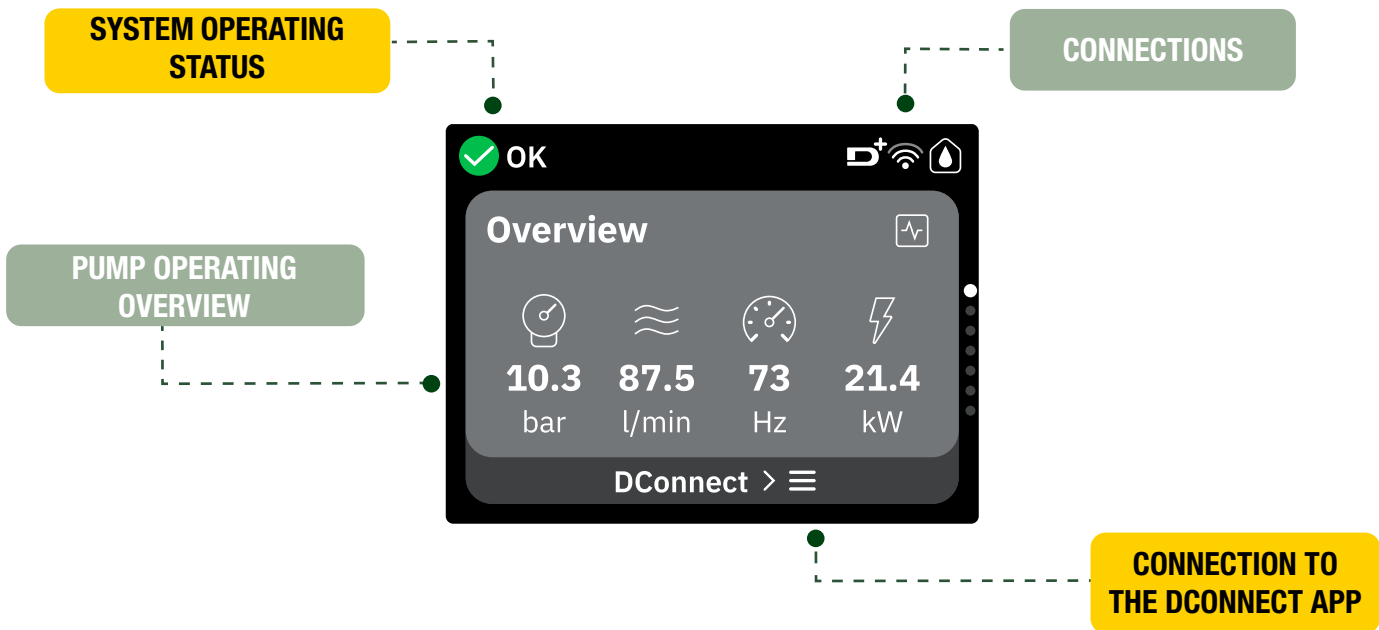 SYSTEM OPERATING
STATUS
CONNECTIONS
OK
D+
Overview
PUMP OPERATING
OVERVIEW
10.3 87.5 73 21.4
bar l/min Hz kW
DConnect >
CONNECTION TO
THE DCONNECT APP